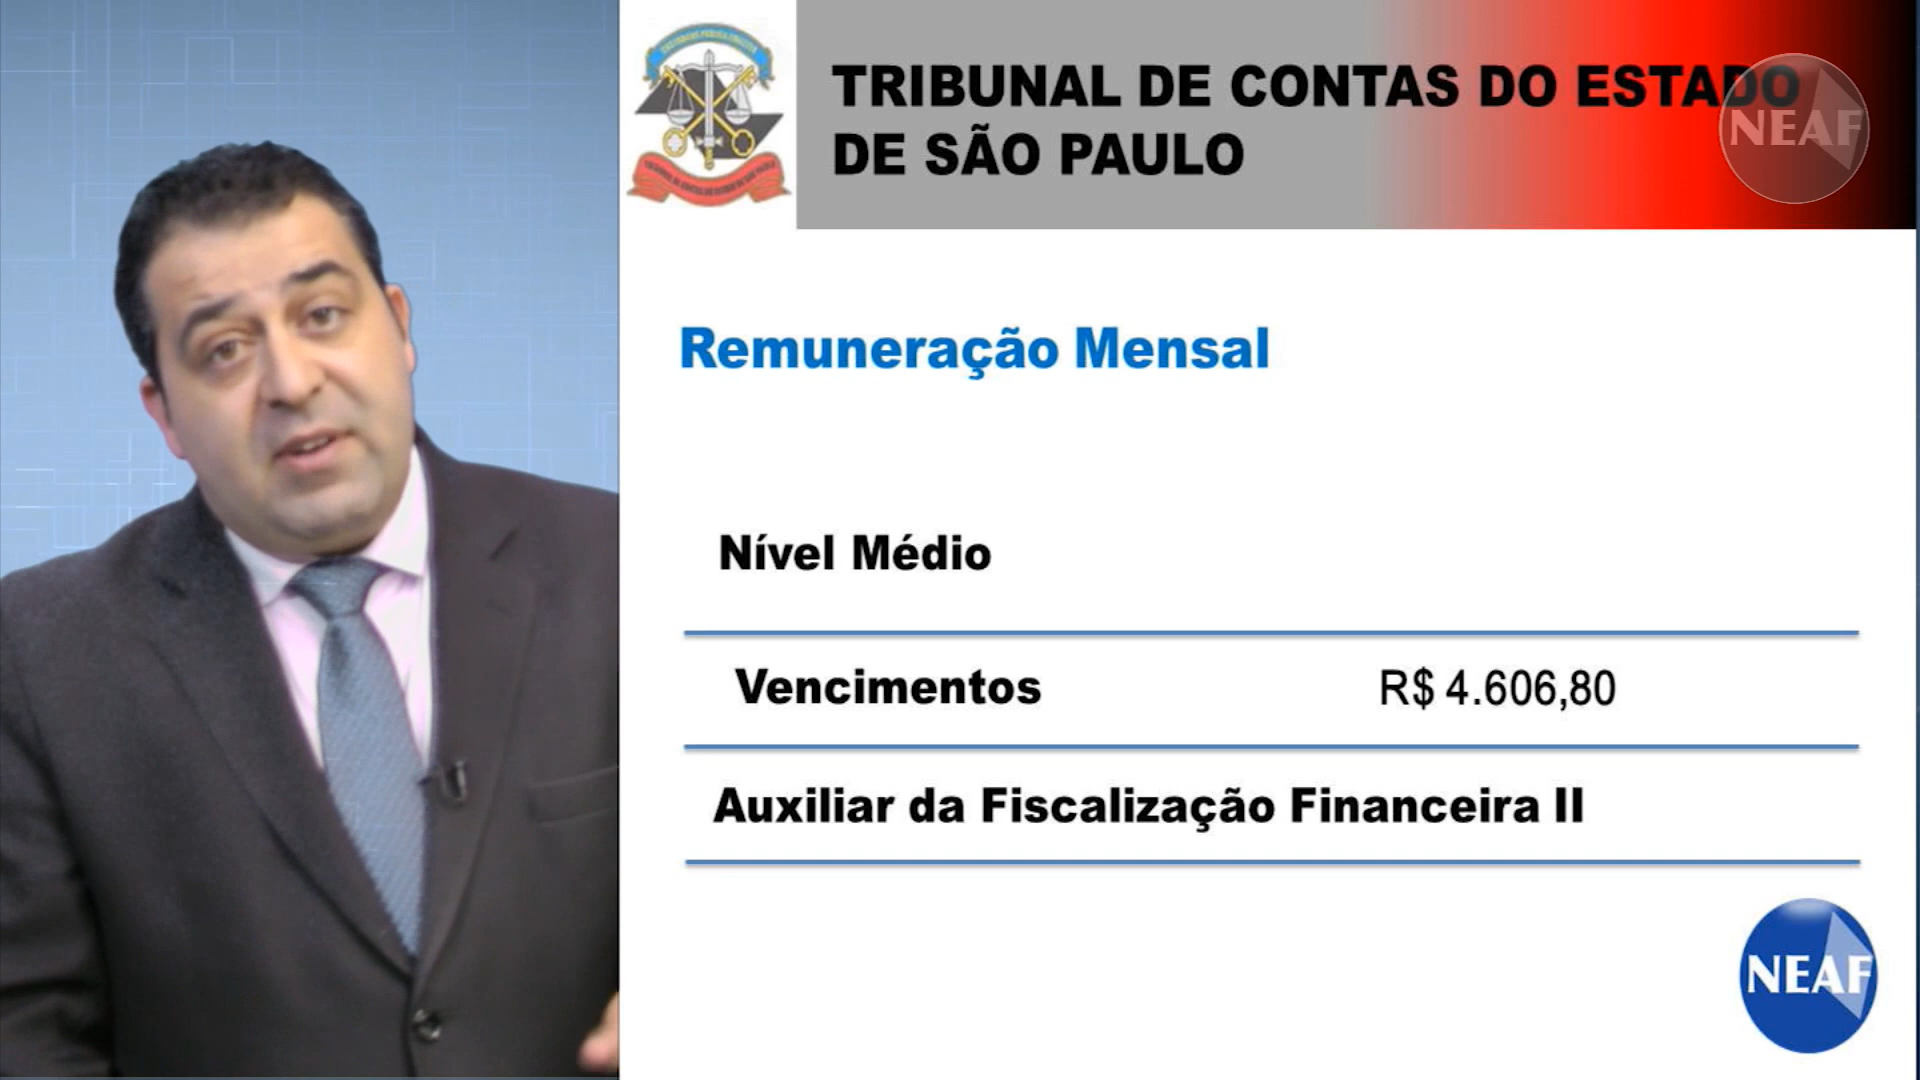 TRIBUNAL DE CONTAS DO ESTADO
DE SÃO PAULO
NEAF
Remuneração Mensal
Nível Médio
Vencimentos R$ 4.606,80
Auxiliar da Fiscalização Financeira II
NEAF